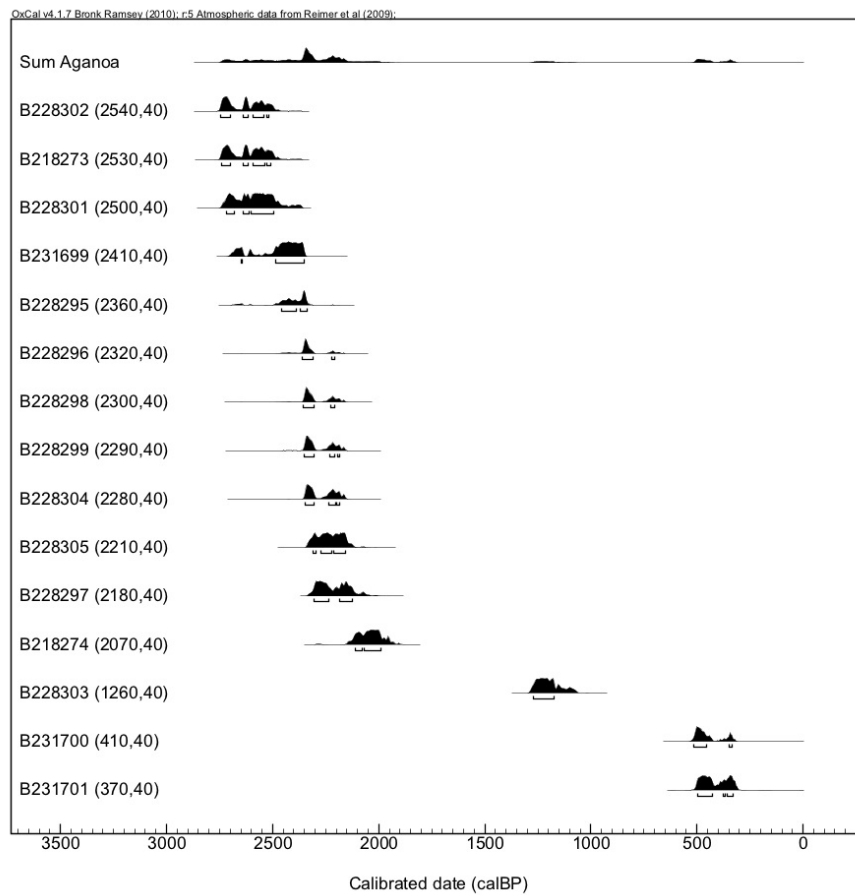 OxCal v4.1.7 Bronk Ramsey (2010); r:5 Atmospheric data from Reimer et al (2009);
Sum Aganoa
B228302 (2540,40)
B218273 (2530,40)
B228301 (2500,40)
B231699 (2410,40)
B228295 (2360,40)
B228296 (2320,40)
B228298 (2300,40)
B228299 (2290,40)
B228304 (2280,40)
B228305 (2210,40)
B228297 (2180,40)
B218274 (2070,40)
B228303 (1260,40)
B231700 (410,40)
B231701 (370,40)
3500 3000 2500 2000 1500 1000 500 0
Calibrated date (calBP)